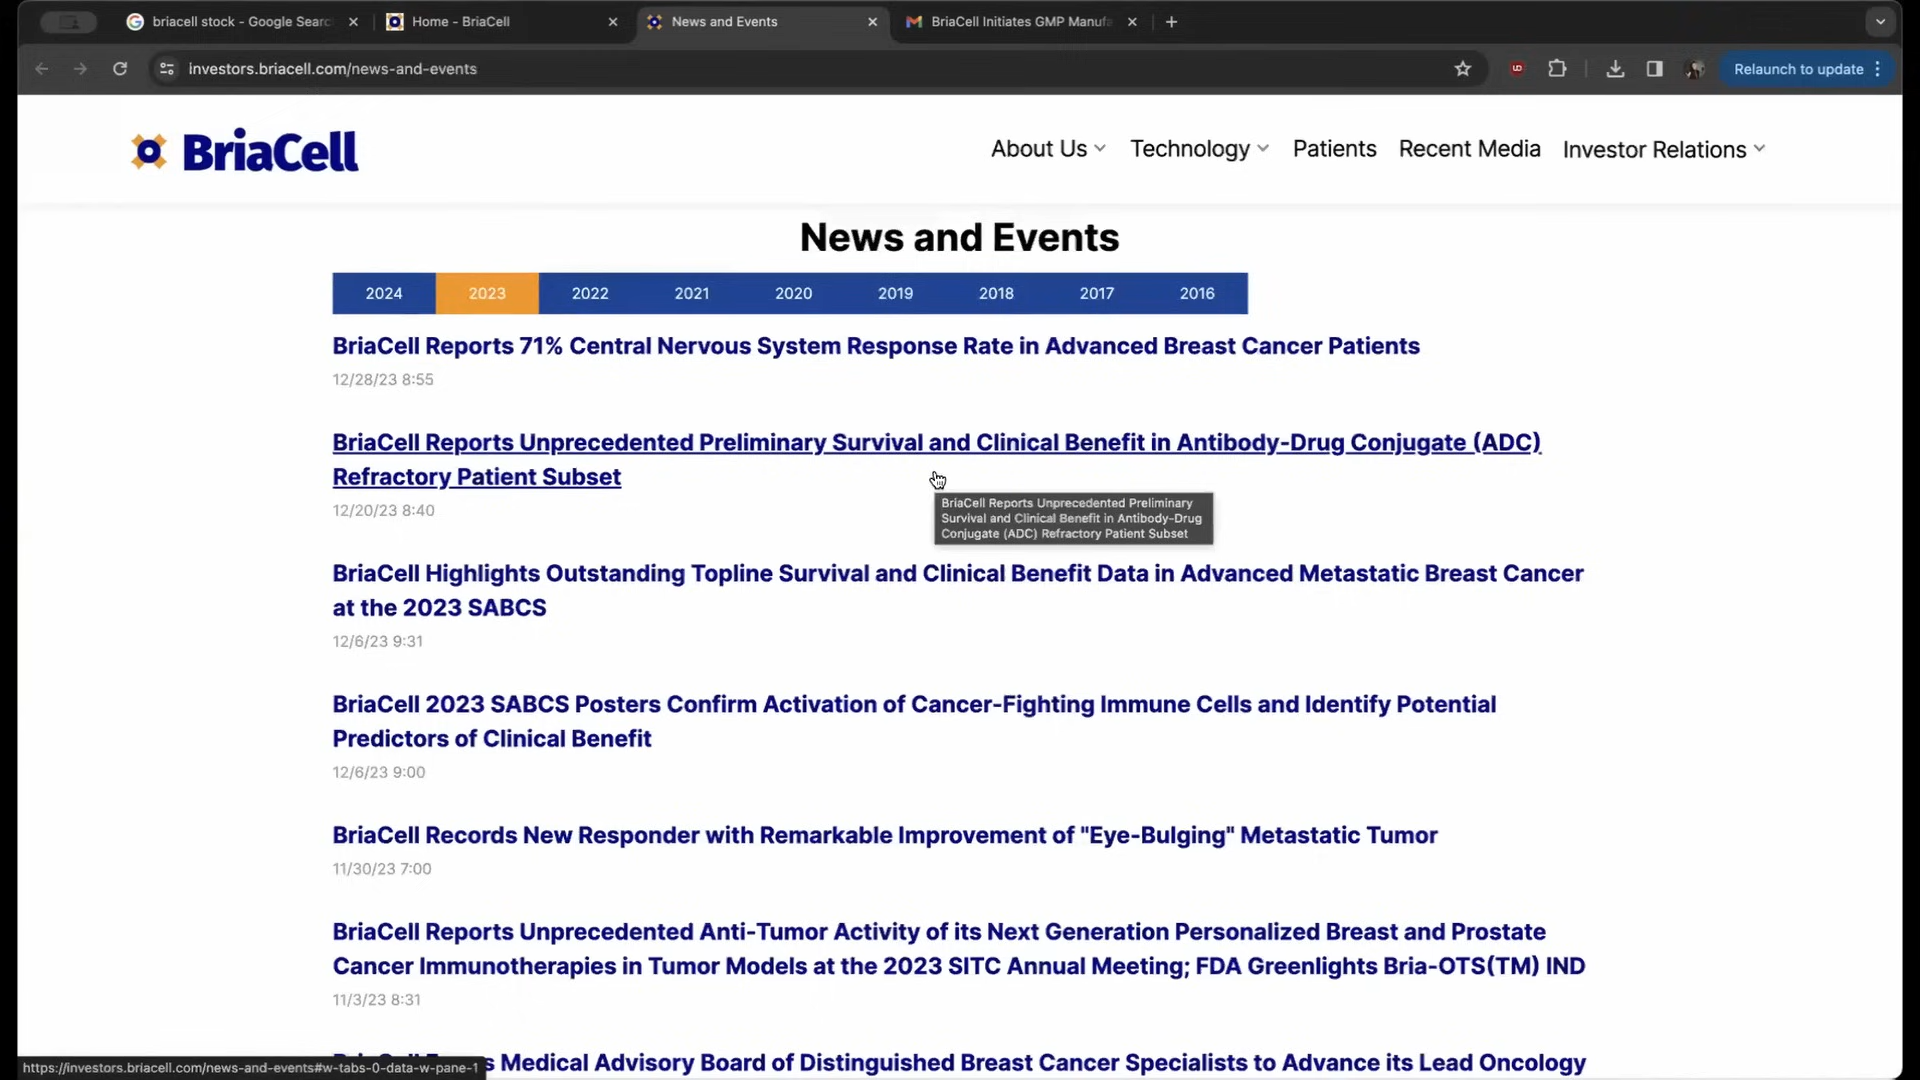 briacell stock - Google Searc
Home - BriaCell
News and Events
BriaCell Initiates GMP Manufa
investors.briacell.com/news-and-events
Relaunch to update
BriaCell
About Us
Technology
Patients
Recent Media
Investor Relations
News and Events
2024 2023 2022 2021 2020 2019 2018 2017 2016
BriaCell Reports 71% Central Nervous System Response Rate in Advanced Breast Cancer Patients
12/28/23 8:55
BriaCell Reports Unprecedented Preliminary Survival and Clinical Benefit in Antibody-Drug Conjugate (ADC)
Refractory Patient Subset
12/20/23 8:40
BriaCell Reports Unprecedented Preliminary
Survival and Clinical Benefit in Antibody-Drug
Conjugate (ADC) Refractory Patient Subset
BriaCell Highlights Outstanding Topline Survival and Clinical Benefit Data in Advanced Metastatic Breast Cancer
at the 2023 SABCS
12/6/23 9:31
BriaCell 2023 SABCS Posters Confirm Activation of Cancer-Fighting Immune Cells and Identify Potential
Predictors of Clinical Benefit
12/6/23 9:00
BriaCell Records New Responder with Remarkable Improvement of "Eye-Bulging" Metastatic Tumor
11/30/23 7:00
BriaCell Reports Unprecedented Anti-Tumor Activity of its Next Generation Personalized Breast and Prostate
Cancer Immunotherapies in Tumor Models at the 2023 SITC Annual Meeting; FDA Greenlights Bria-OTS(TM) IND
11/3/23 8:31
Medical Advisory Board of Distinguished Breast Cancer Specialists to Advance its Lead Oncology
https://investors.briacell.com/news-and-events#w-tabs-0-data-w-pane-1